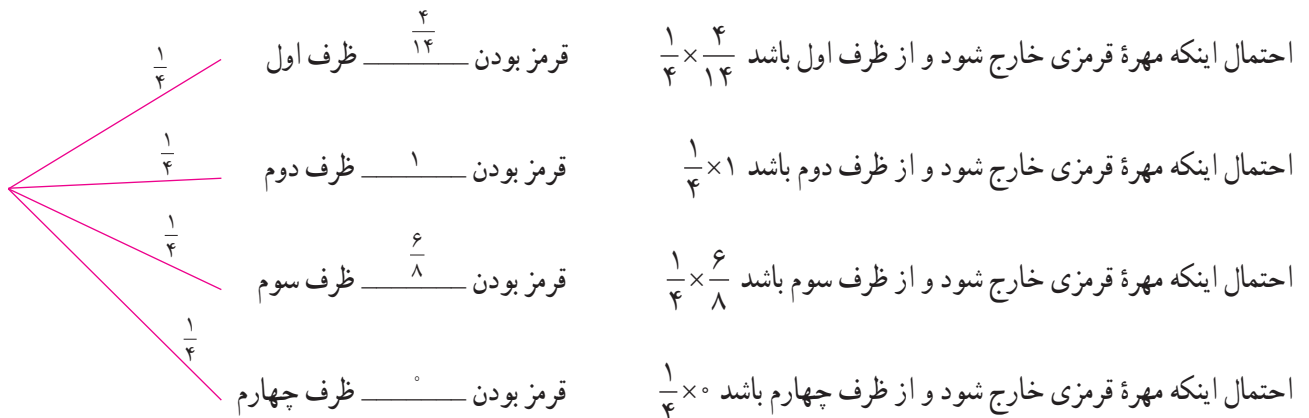 احتمال اینکه مهرهٔ قرمزی خارج شود و از ظرف اول باشد ۱/۴×۴/۱۴ قرمز بودن ۴/۱۴ ظرف اول ۱/۴
احتمال اینکه مهرهٔ قرمزی خارج شود و از ظرف دوم باشد ۱/۴×۱ قرمز بودن ۱ ظرف دوم ۱/۴
احتمال اینکه مهرهٔ قرمزی خارج شود و از ظرف سوم باشد ۱/۴×۶/۸ قرمز بودن ۶/۸ ظرف سوم ۱/۴
احتمال اینکه مهرهٔ قرمزی خارج شود و از ظرف چهارم باشد ۱/۴×۰ قرمز بودن ۰ ظرف چهارم ۱/۴